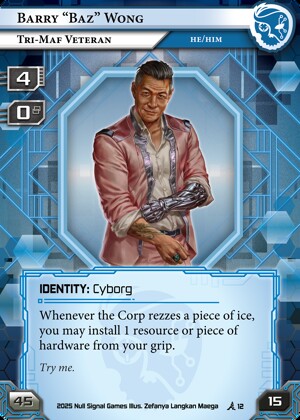 Barry “Baz” Wong
Tri-Maf Veteran
he/him
4
0
IDENTITY: Cyborg
Whenever the Corp rezzes a piece of ice,
you may install 1 resource or piece of
hardware from your grip.
Try me.
45
2025 Null Signal Games Illus. Zefanya Langkan Maega
12
15